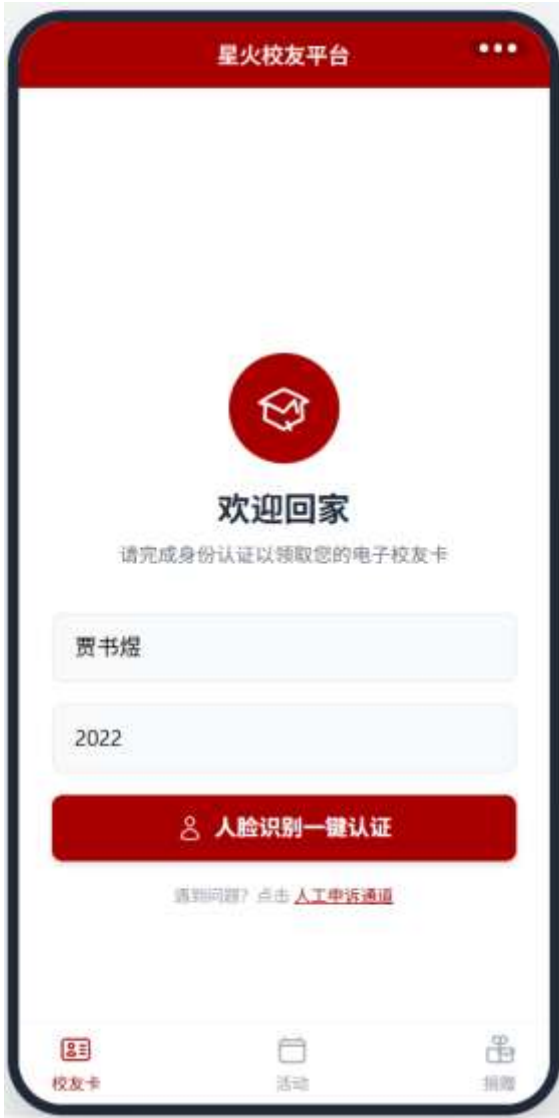 星火校友平台
欢迎回家
请完成身份认证以领取您的电子校友卡
贾书煜
2022
人脸识别一键认证
遇到问题？点击 人工申诉通道
校友卡 活动 捐赠